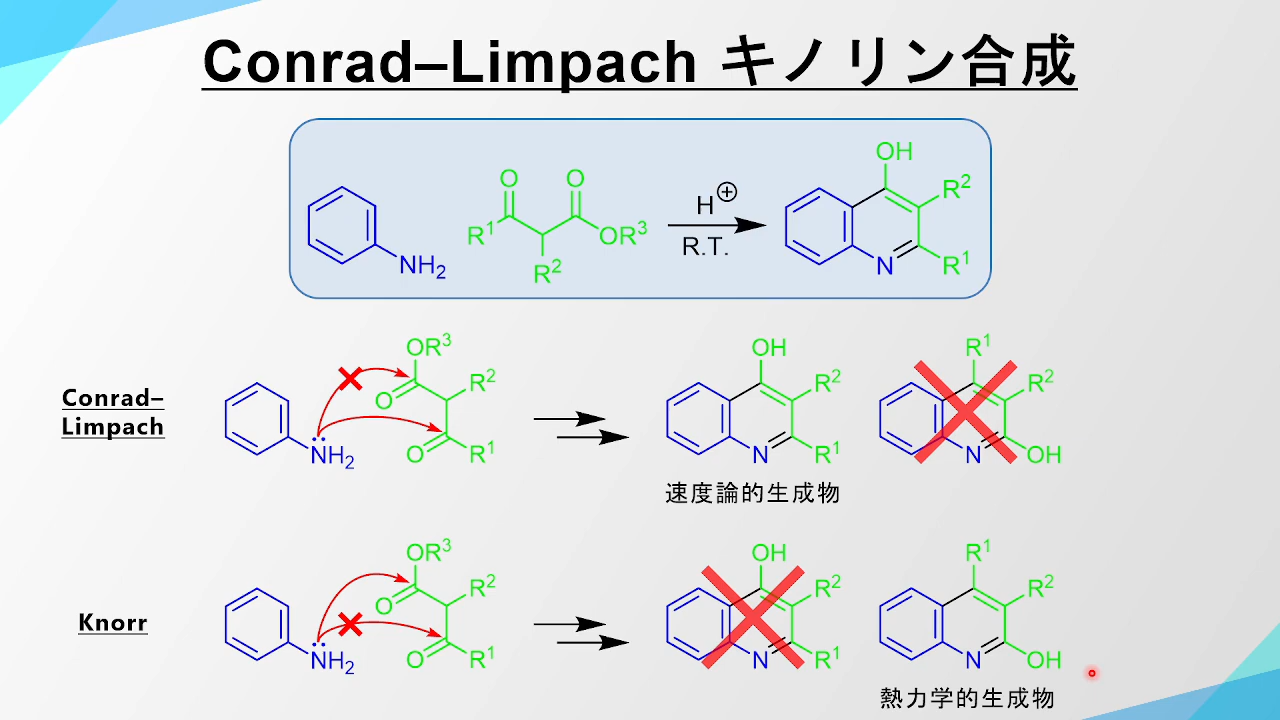 Conrad–Limpach キノリン合成
NH₂
O O
R¹ OR³
R²
H⊕
R.T.
OH
R²
N R¹
Conrad–
Limpach
NH₂
OR³
O R²
O R¹
OH
R²
N R¹
速度論的生成物
R¹
R²
N OH
Knorr
NH₂
OR³
O R²
O R¹
OH
R²
N R¹
R¹
R²
N OH
熱力学的生成物